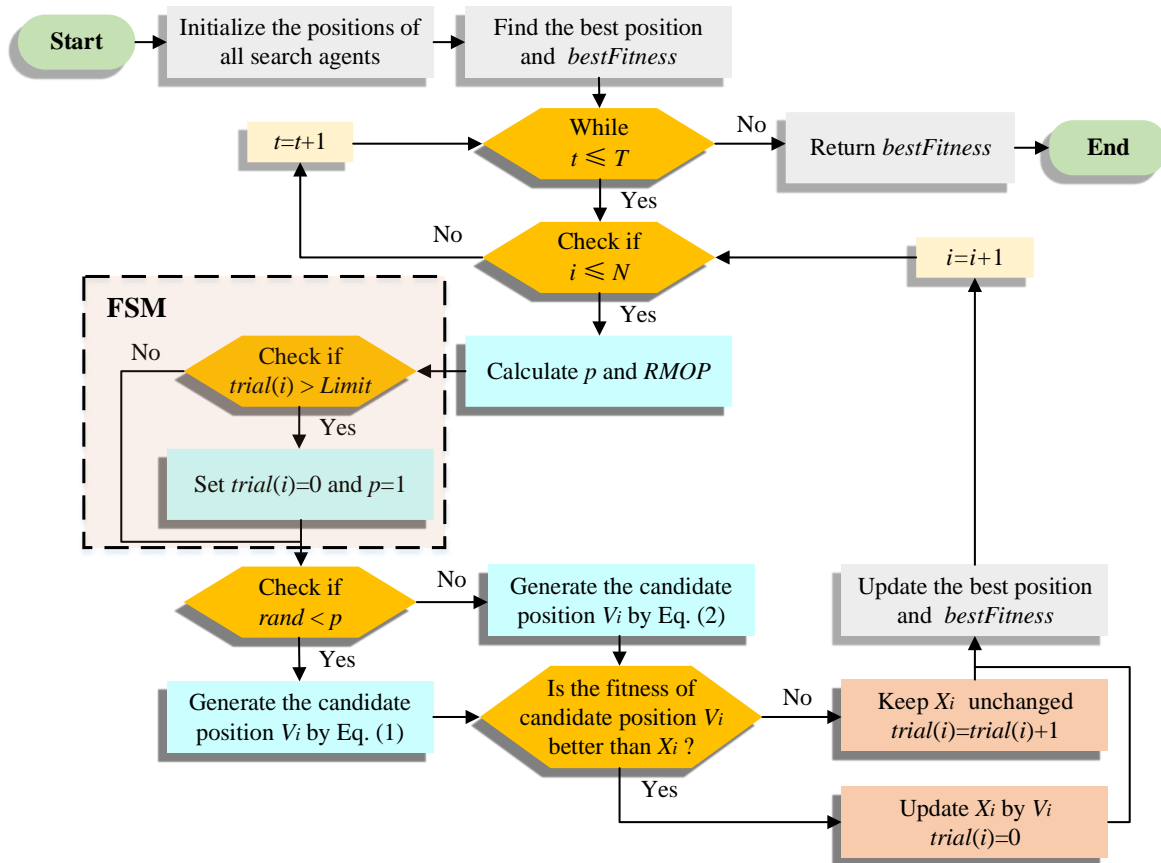 Start
Initialize the positions of
all search agents
Find the best position
and bestFitness
While
t ≤ T
No
Return bestFitness
End
t=t+1
Yes
Check if
i ≤ N
No
i=i+1
Yes
FSM
Calculate p and RMOP
Check if
trial(i) > Limit
No
Yes
Set trial(i)=0 and p=1
Check if
rand < p
No
Generate the candidate
position Vi by Eq. (2)
Update the best position
and bestFitness
Yes
Generate the candidate
position Vi by Eq. (1)
Is the fitness of
candidate position Vi
better than Xi ?
No
Keep Xi unchanged
trial(i)=trial(i)+1
Yes
Update Xi by Vi
trial(i)=0